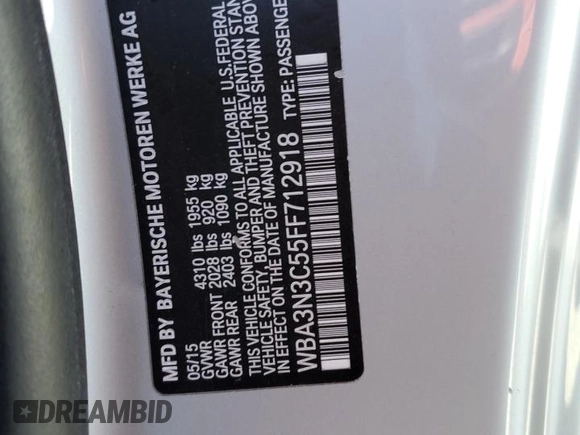 MFD BY BAYERISCHE MOTOREN WERKE AG
05/15
GVWR 4310 lbs 1955 kg
GAWR FRONT 2028 lbs 920 kg
GAWR REAR 2403 lbs 1090 kg
THIS VEHICLE CONFORMS TO ALL APPLICABLE U.S. FEDERAL
VEHICLE SAFETY, BUMPER AND THEFT PREVENTION STAN
IN EFFECT ON THE DATE OF MANUFACTURE SHOWN ABOV
WBA3N3C55FF712918 TYPE: PASSENGE
DREAMBID